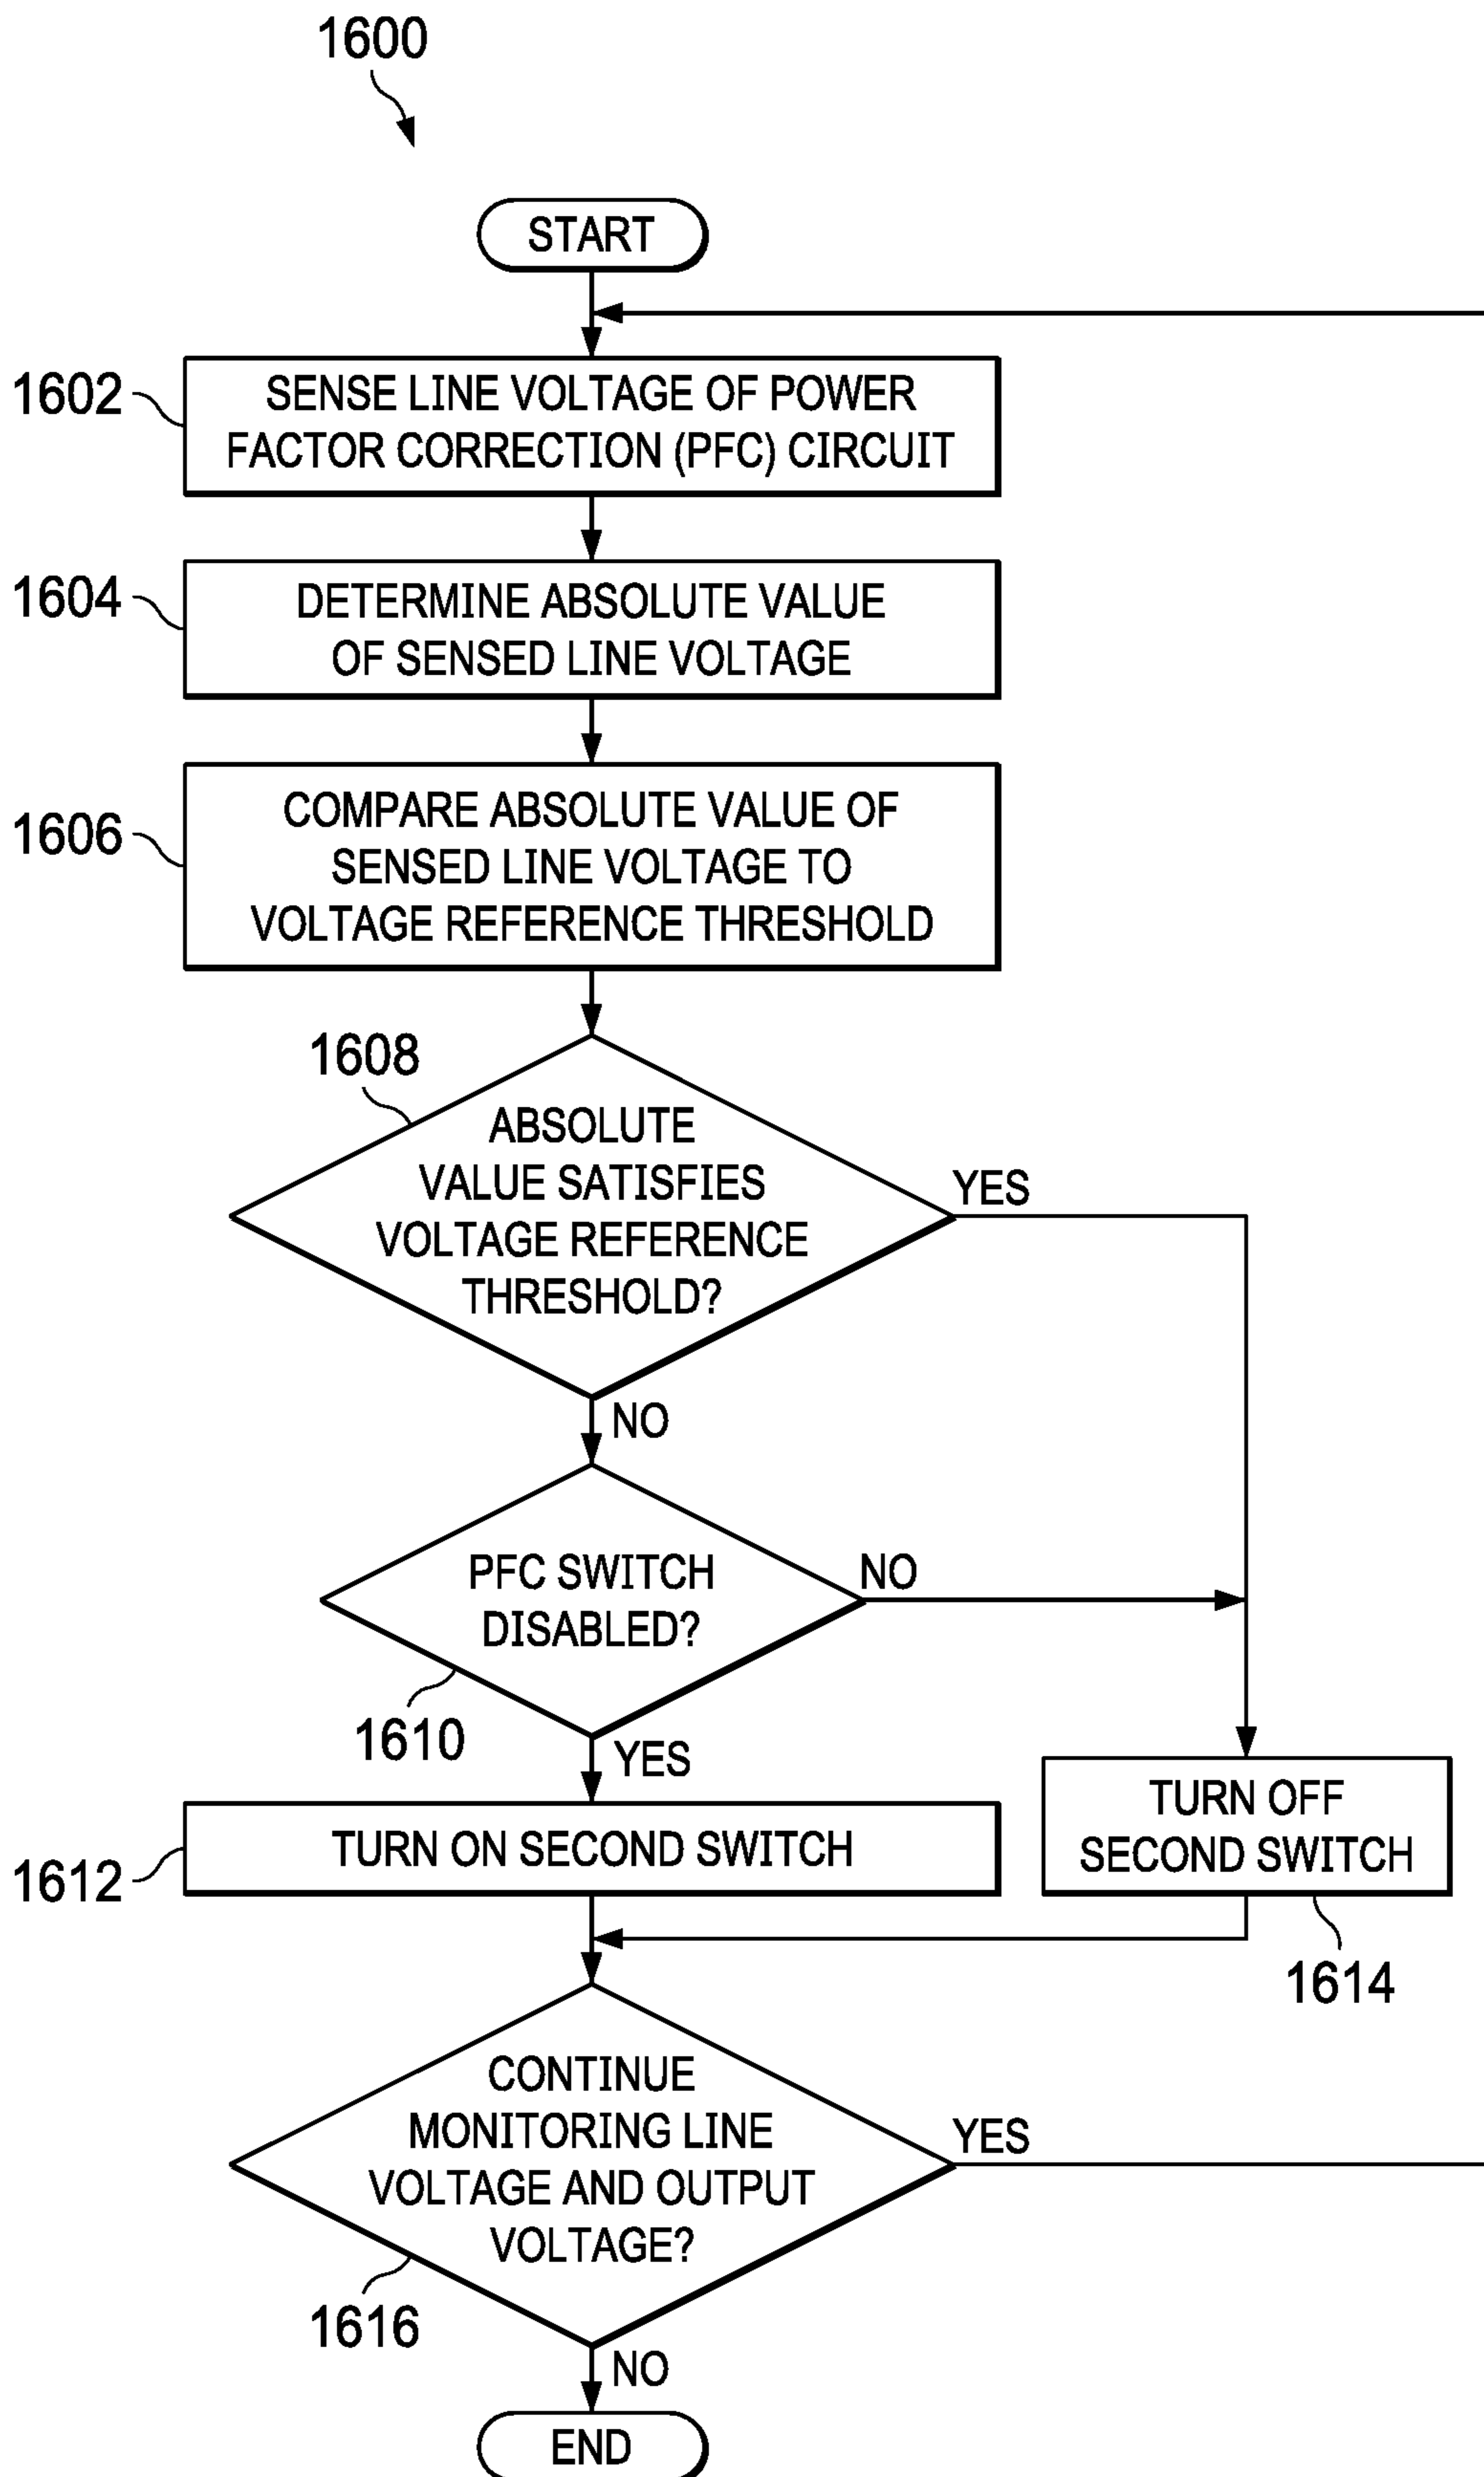 1600
START
1602
SENSE LINE VOLTAGE OF POWER
FACTOR CORRECTION (PFC) CIRCUIT
1604
DETERMINE ABSOLUTE VALUE
OF SENSED LINE VOLTAGE
1606
COMPARE ABSOLUTE VALUE OF
SENSED LINE VOLTAGE TO
VOLTAGE REFERENCE THRESHOLD
1608
ABSOLUTE
VALUE SATISFIES
VOLTAGE REFERENCE
THRESHOLD?
YES
NO
PFC SWITCH
DISABLED?
NO
1610
YES
1612
TURN ON SECOND SWITCH
TURN OFF
SECOND SWITCH
1614
CONTINUE
MONITORING LINE
VOLTAGE AND OUTPUT
VOLTAGE?
YES
1616
NO
END